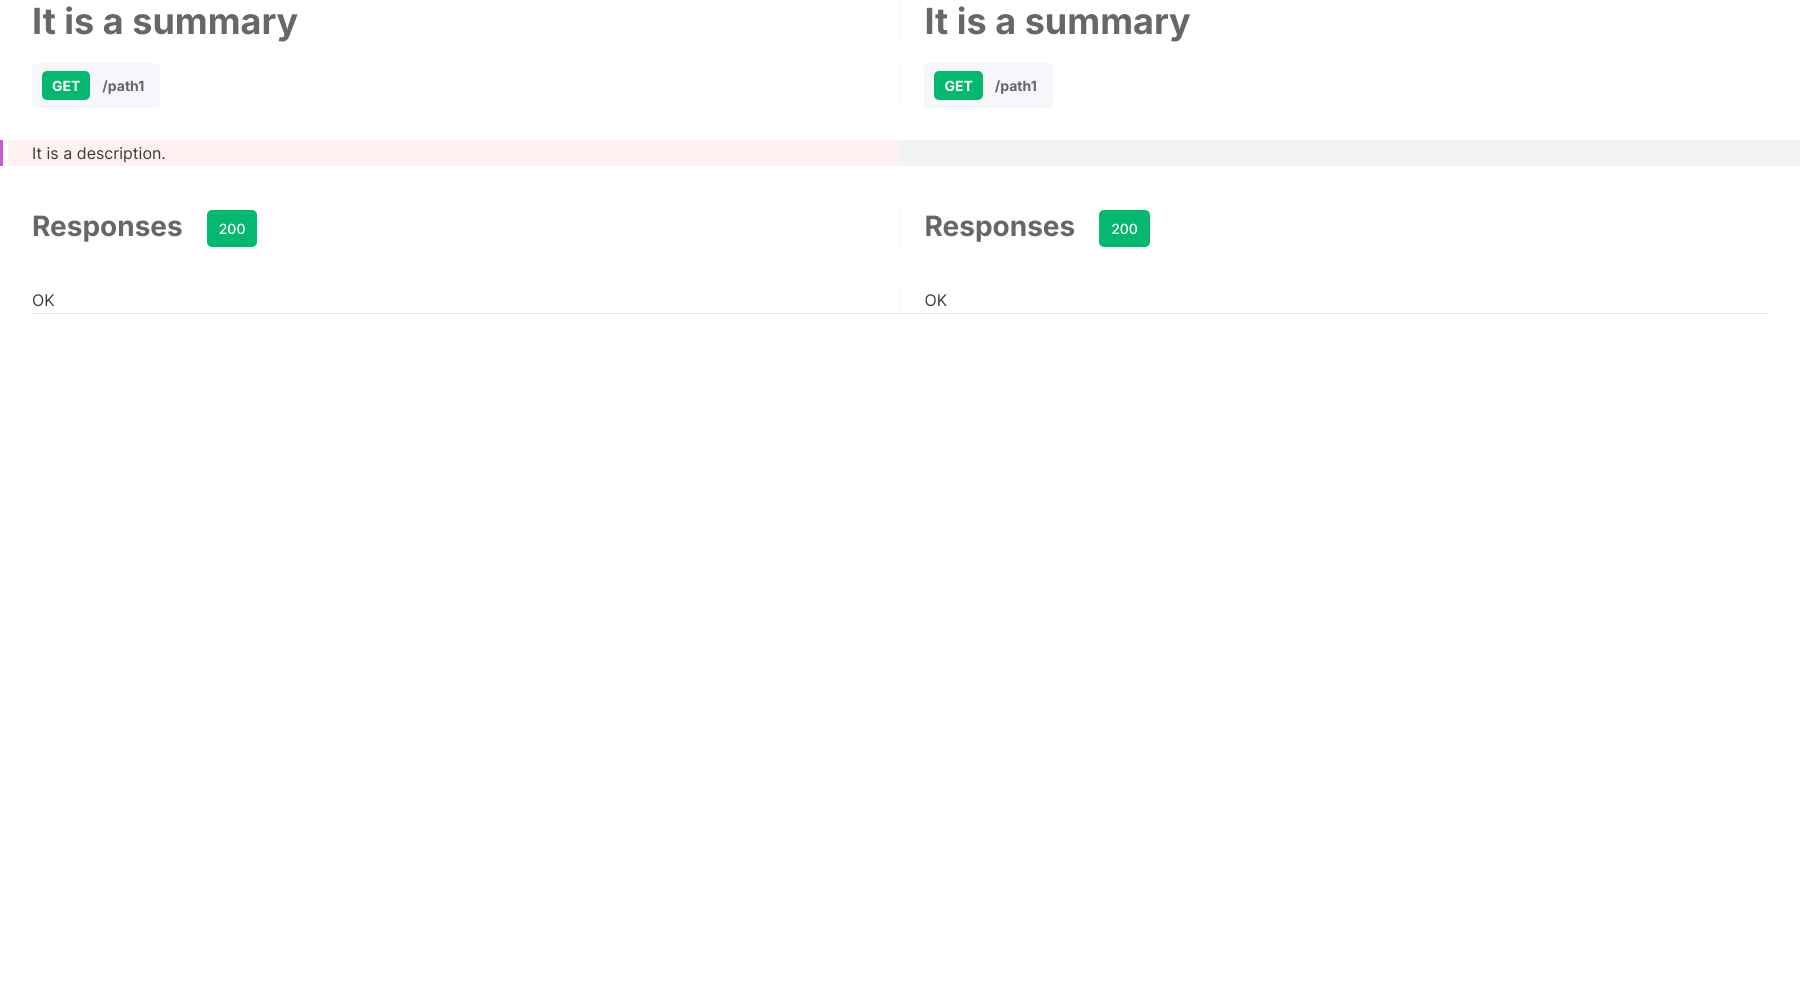 It is a summary
GET /path1
It is a description.
Responses 200
OK
It is a summary
GET /path1
Responses 200
OK